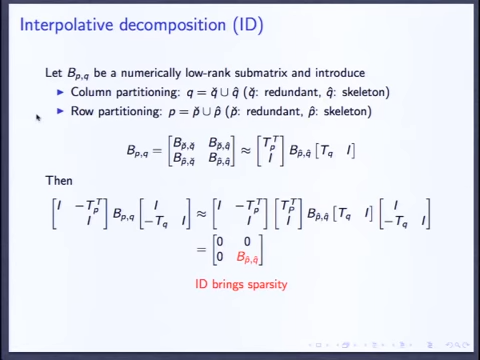 Interpolative decomposition (ID)
Let B_{p,q} be a numerically low-rank submatrix and introduce
▶ Column partitioning: q = q̌ ∪ q̂ (q̌: redundant, q̂: skeleton)
▶ Row partitioning: p = p̌ ∪ p̂ (p̌: redundant, p̂: skeleton)
B_{p,q} = [B_{p̌,q̌} B_{p̌,q̂}; B_{p̂,q̌} B_{p̂,q̂}] ≈ [T_p^T; I] B_{p̂,q̂} [T_q I]
Then
[I −T_p^T; I] B_{p,q} [I; −T_q I] ≈ [I −T_p^T; I] [T_p^T; I] B_{p̂,q̂} [T_q I] [I; −T_q I]
= [0 0; 0 B_{p̂,q̂}]
ID brings sparsity